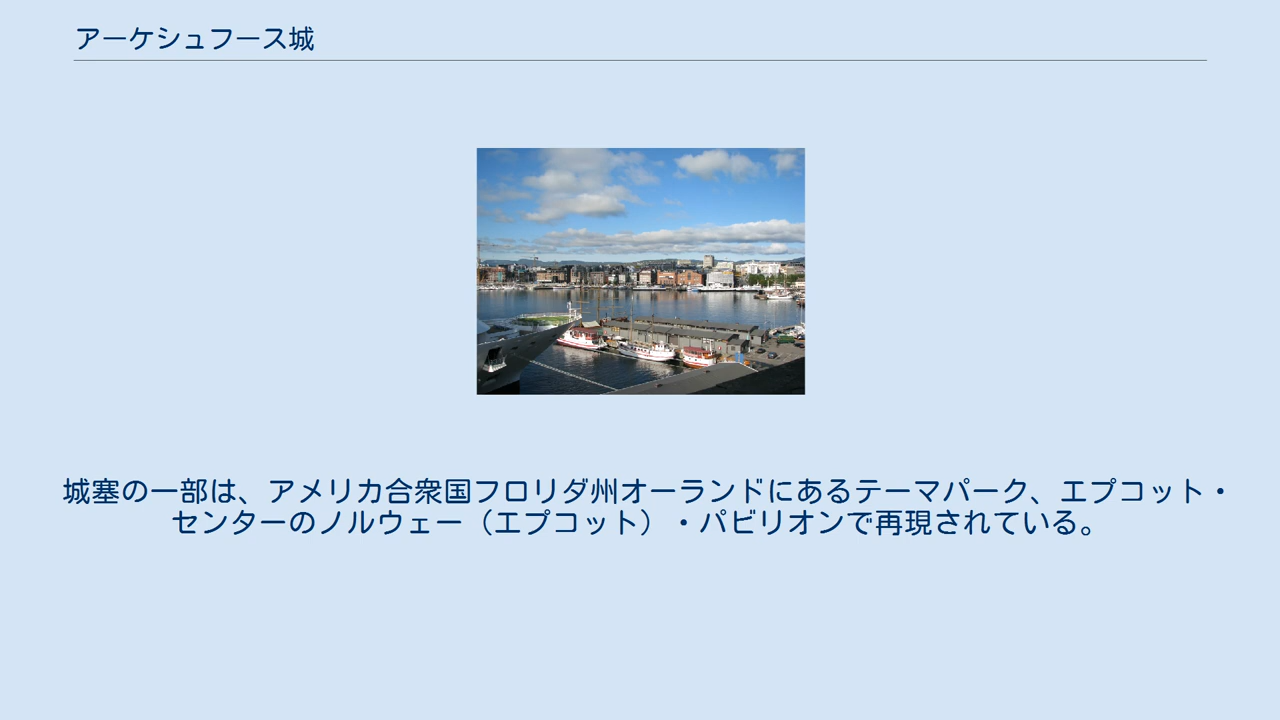 アーケシュフース城
城塞の一部は、アメリカ合衆国フロリダ州オーランドにあるテーマパーク、エプコット・
センターのノルウェー（エプコット）・パビリオンで再現されている。